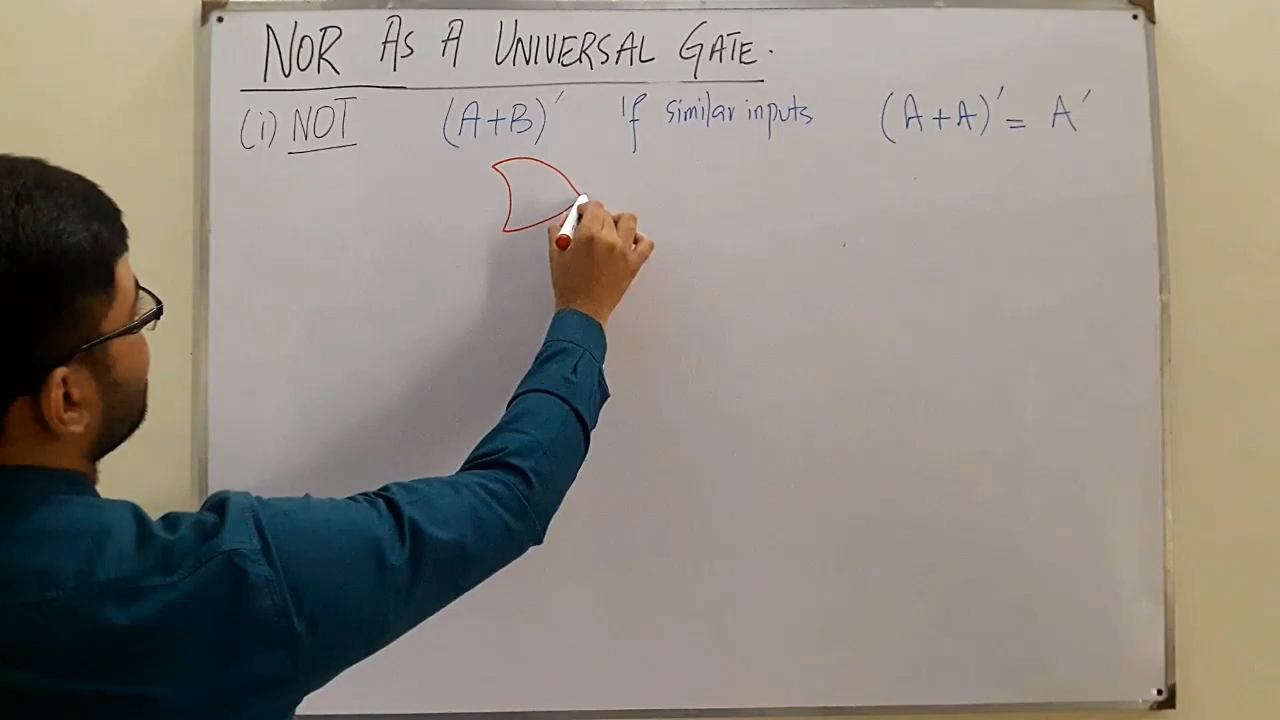 NOR AS A UNIVERSAL GATE.
(i) NOT (A+B)′ If similar inputs (A+A)′ = A′